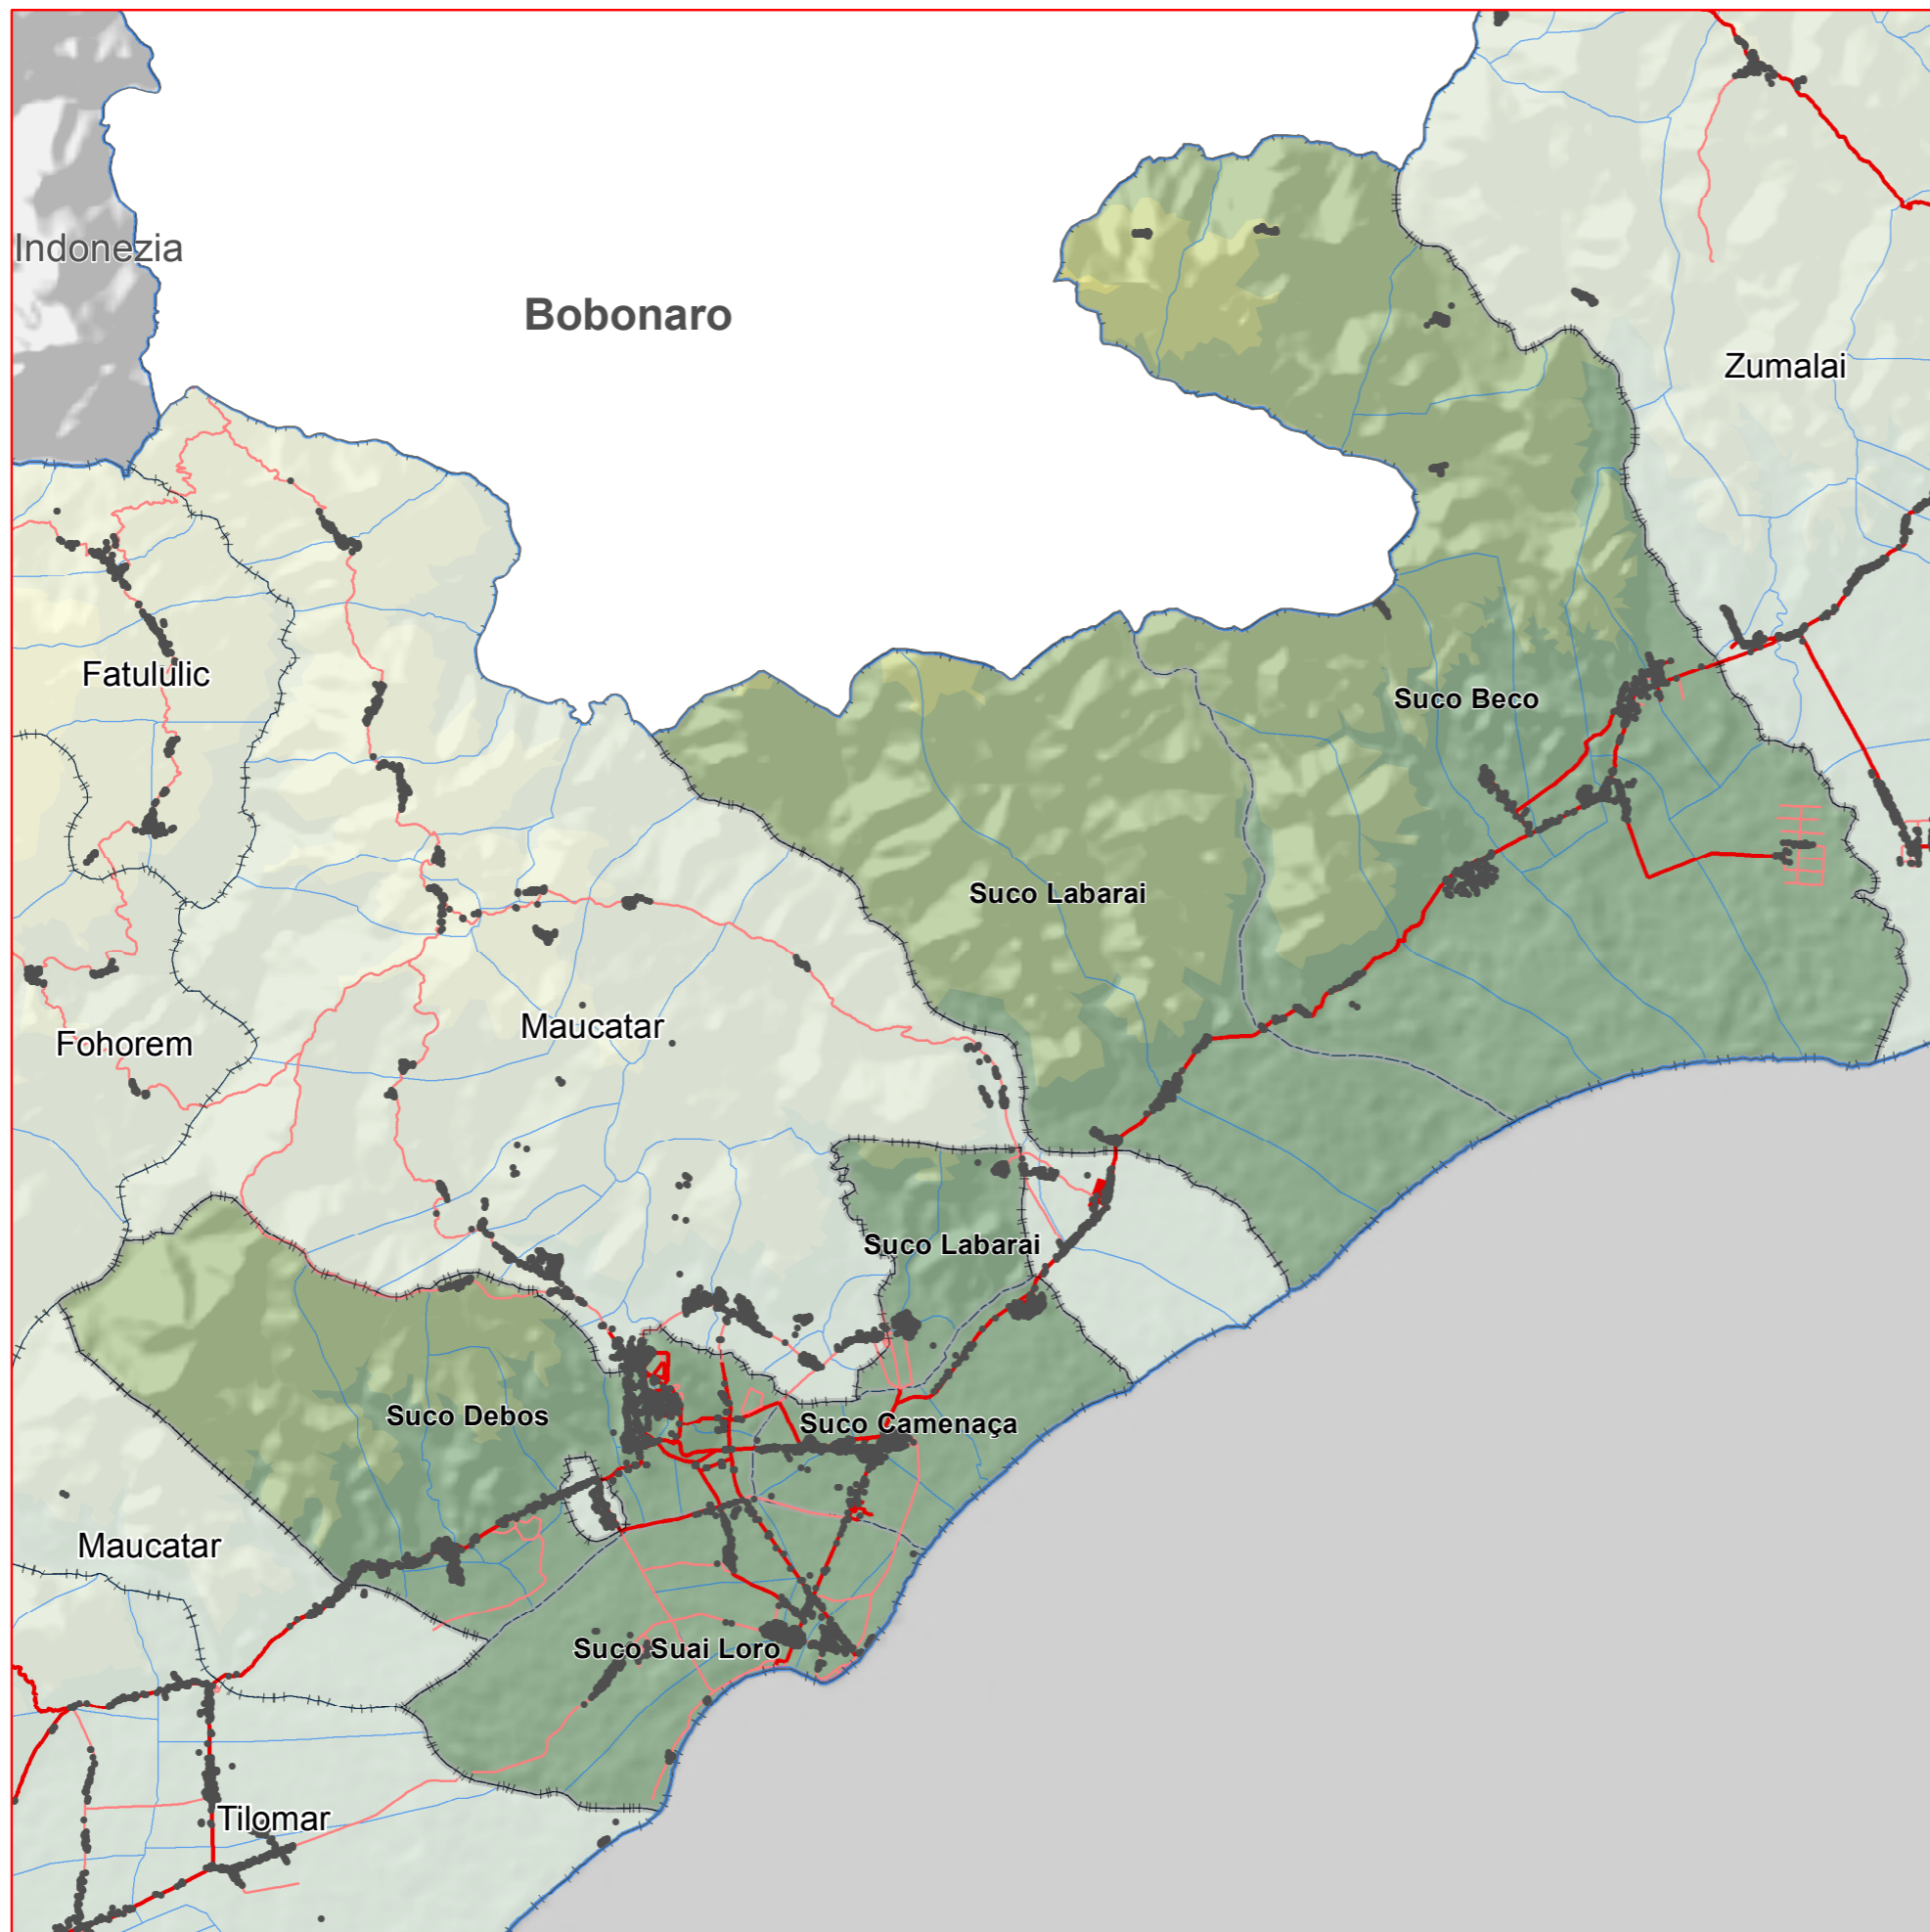 Indonezia
Bobonaro
Zumalai
Fatululic
Suco Beco
Suco Labarai
Maucatar
Fohorem
Suco Labarai
Suco Debos
Suco Camenaça
Maucatar
Suco Suai Loro
Tilomar